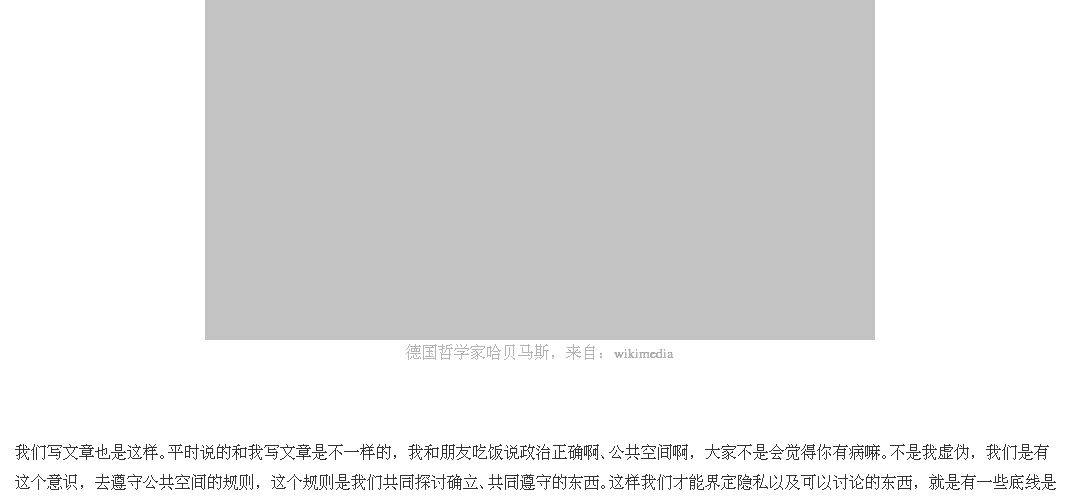 德国哲学家哈贝马斯，来自：wikimedia
我们写文章也是这样。平时说的和我写文章是不一样的，我和朋友吃饭说政治正确啊、公共空间啊，大家不是会觉得你有病嘛。不是我虚伪，我们是有
这个意识，去遵守公共空间的规则，这个规则是我们共同探讨确立、共同遵守的东西。这样我们才能界定隐私以及可以讨论的东西，就是有一些底线是